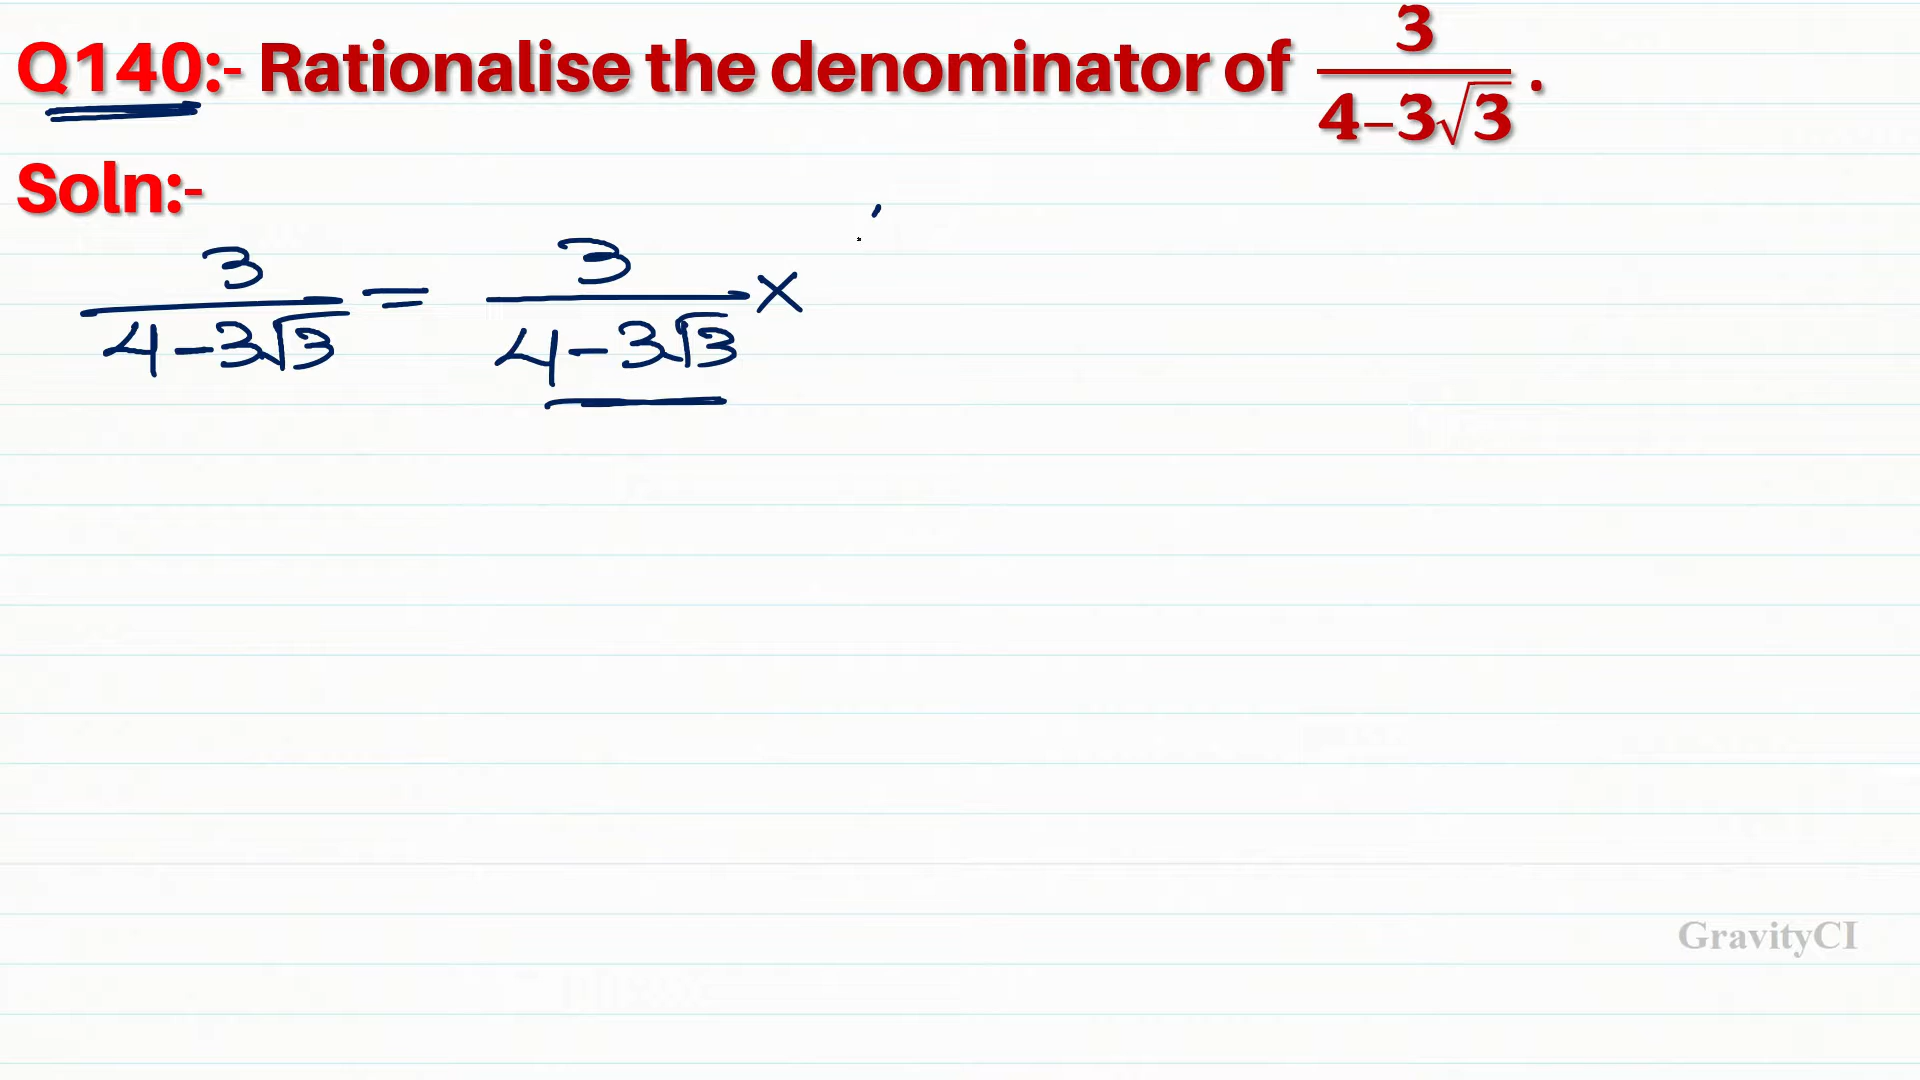 Q140:- Rationalise the denominator of 3/(4-3√3) .
Soln:-
3/(4-3√3) = 3/(4-3√3) ×
GravityCI